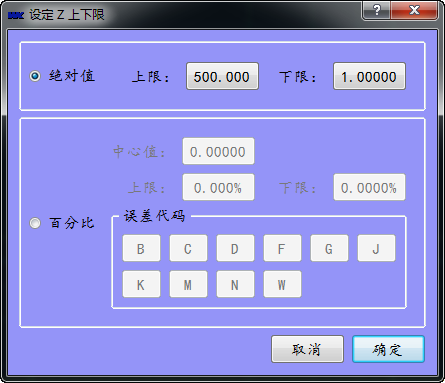 设定 Z 上下限
绝对值 上限： 500.000 下限： 1.00000
中心值： 0.00000
上限： 0.000% 下限： 0.0000%
百分比
误差代码
B C D F G J
K M N W
取消 确定